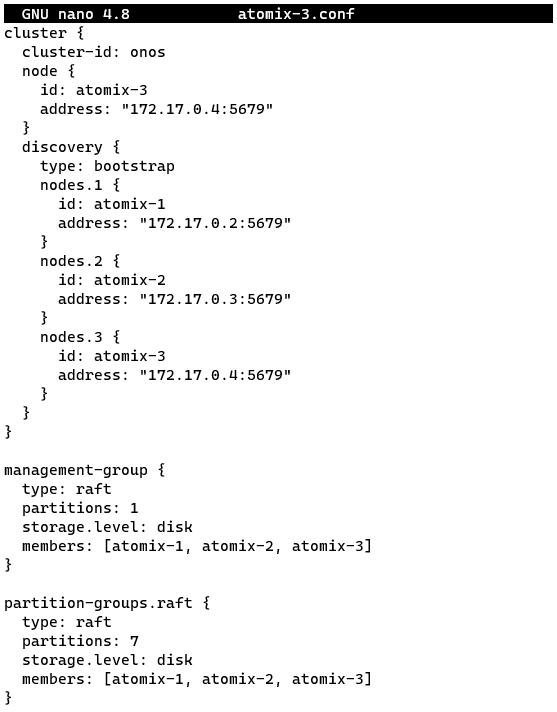 GNU nano 4.8 atomix-3.conf
cluster {
  cluster-id: onos
  node {
    id: atomix-3
    address: "172.17.0.4:5679"
  }
  discovery {
    type: bootstrap
    nodes.1 {
      id: atomix-1
      address: "172.17.0.2:5679"
    }
    nodes.2 {
      id: atomix-2
      address: "172.17.0.3:5679"
    }
    nodes.3 {
      id: atomix-3
      address: "172.17.0.4:5679"
    }
  }
}

management-group {
  type: raft
  partitions: 1
  storage.level: disk
  members: [atomix-1, atomix-2, atomix-3]
}

partition-groups.raft {
  type: raft
  partitions: 7
  storage.level: disk
  members: [atomix-1, atomix-2, atomix-3]
}